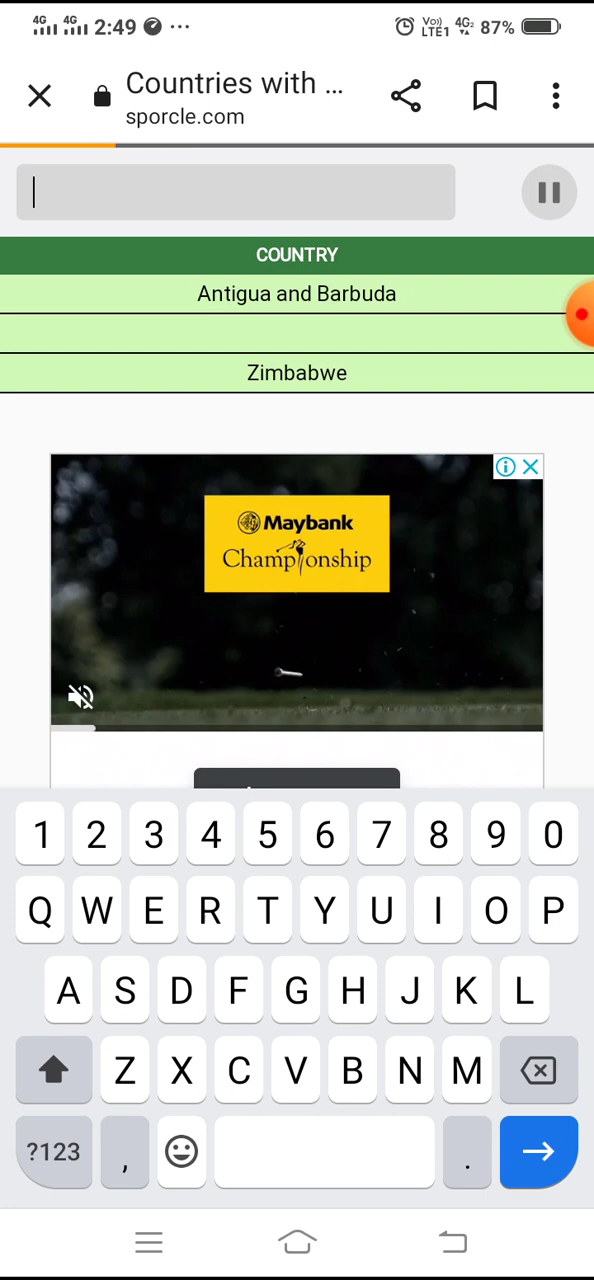 4G 4G 2:49 ... Vo) LTE1 4G2 87%
Countries with ...
sporcle.com
COUNTRY
Antigua and Barbuda
Zimbabwe
Maybank
Championship
1 2 3 4 5 6 7 8 9 0
Q W E R T Y U I O P
A S D F G H J K L
Z X C V B N M
?123 , .